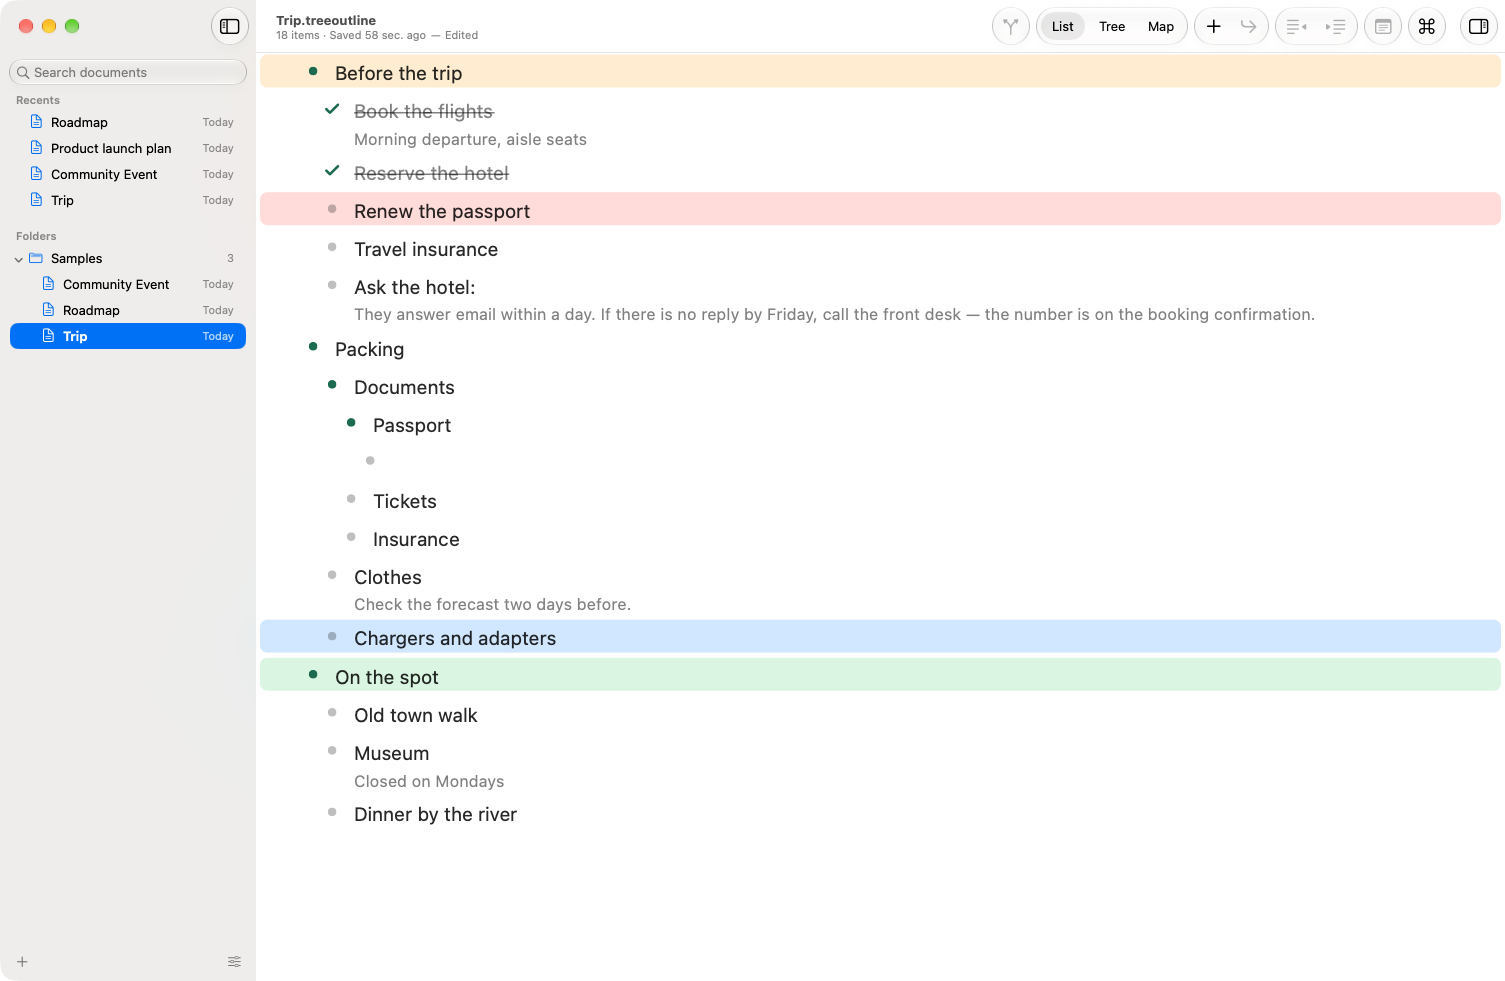 Trip.treeoutline
18 items · Saved 58 sec. ago — Edited
List
Tree
Map
Search documents
Recents
Roadmap Today
Product launch plan Today
Community Event Today
Trip Today
Folders
Samples 3
Community Event Today
Roadmap Today
Trip Today
Before the trip
Book the flights
Morning departure, aisle seats
Reserve the hotel
Renew the passport
Travel insurance
Ask the hotel:
They answer email within a day. If there is no reply by Friday, call the front desk — the number is on the booking confirmation.
Packing
Documents
Passport
Tickets
Insurance
Clothes
Check the forecast two days before.
Chargers and adapters
On the spot
Old town walk
Museum
Closed on Mondays
Dinner by the river